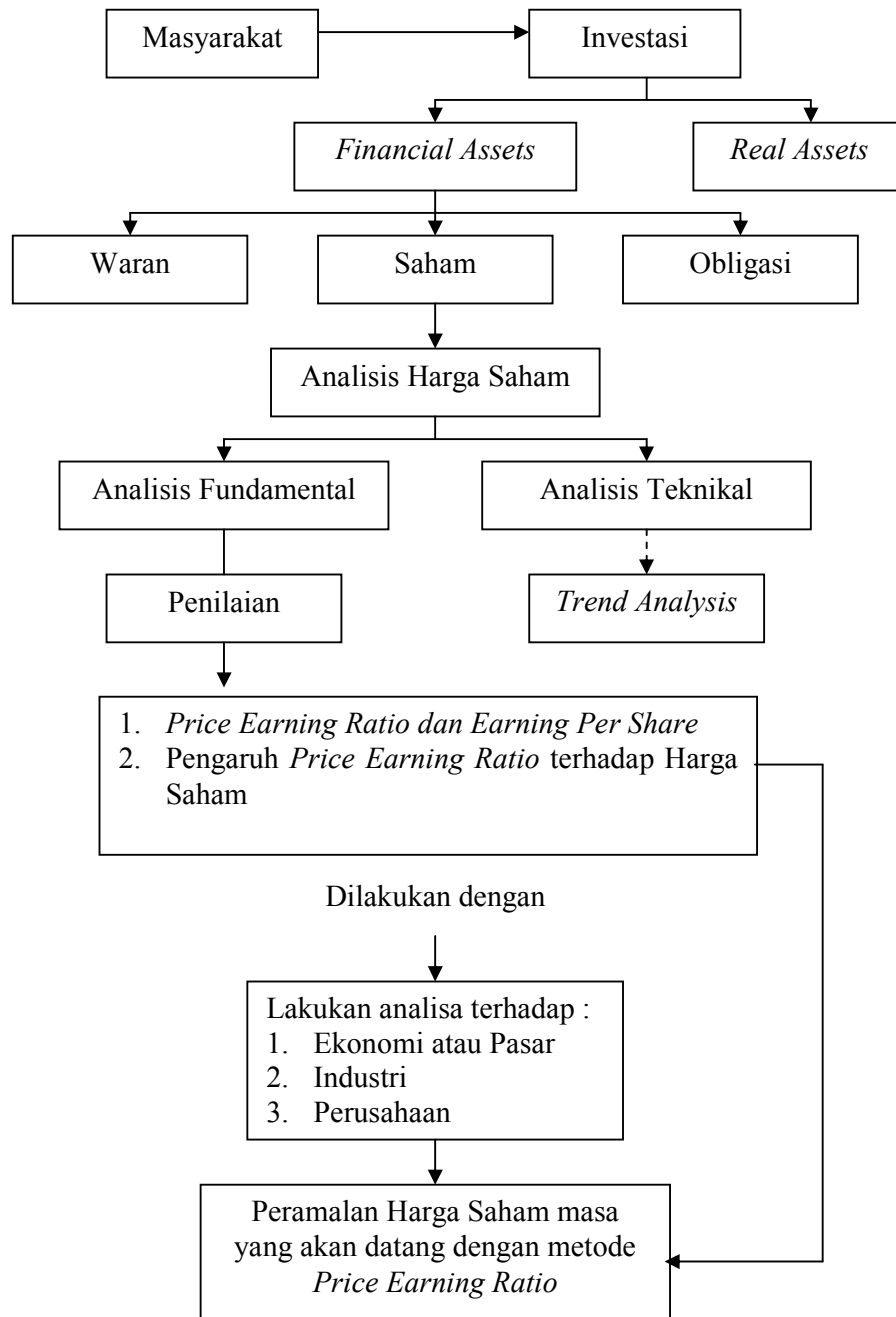 Masyarakat
Investasi
Financial Assets
Real Assets
Waran
Saham
Obligasi
Analisis Harga Saham
Analisis Fundamental
Analisis Teknikal
Penilaian
Trend Analysis
1. Price Earning Ratio dan Earning Per Share
2. Pengaruh Price Earning Ratio terhadap Harga
Saham
Dilakukan dengan
Lakukan analisa terhadap :
1. Ekonomi atau Pasar
2. Industri
3. Perusahaan
Peramalan Harga Saham masa
yang akan datang dengan metode
Price Earning Ratio